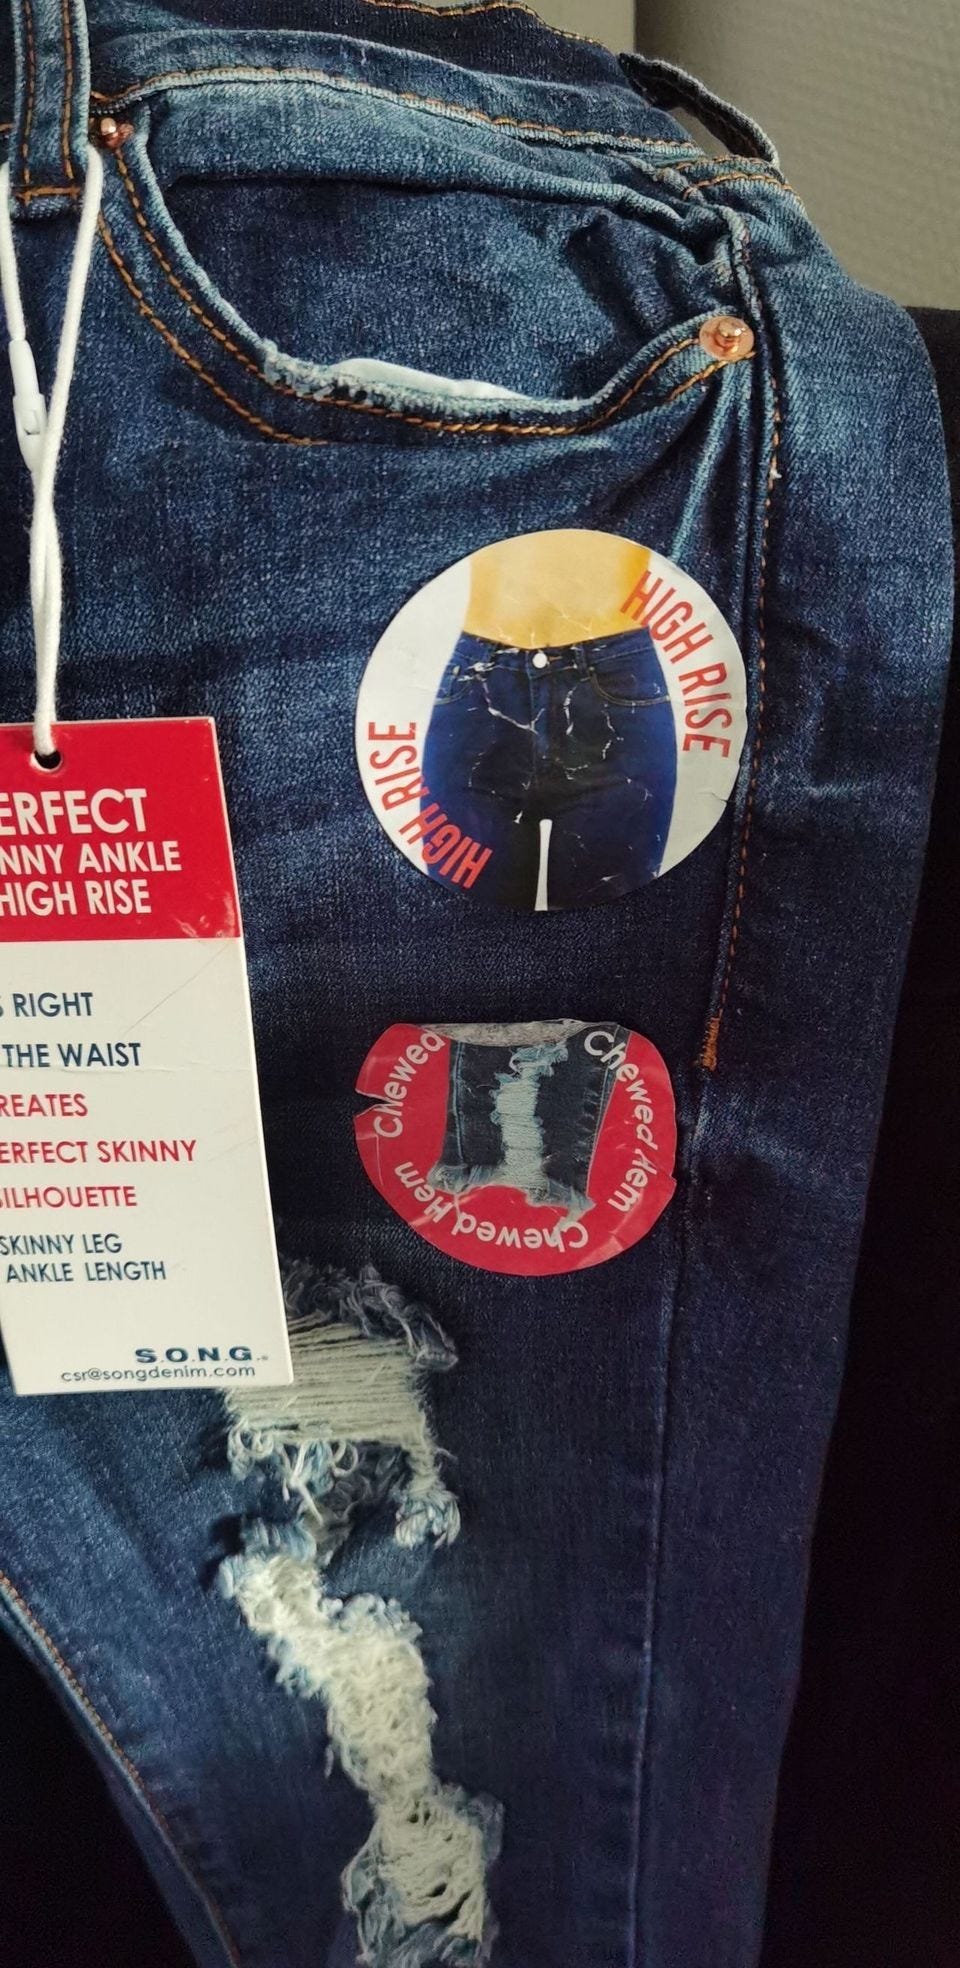 HIGH RISE
HIGH RISE
ERFECT
NNY ANKLE
HIGH RISE
S RIGHT
THE WAIST
REATES
ERFECT SKINNY
SILHOUETTE
SKINNY LEG
ANKLE LENGTH
S.O.N.G.
csr@songdenim.com
Chewed
Chewed Hem
Chewed Hem